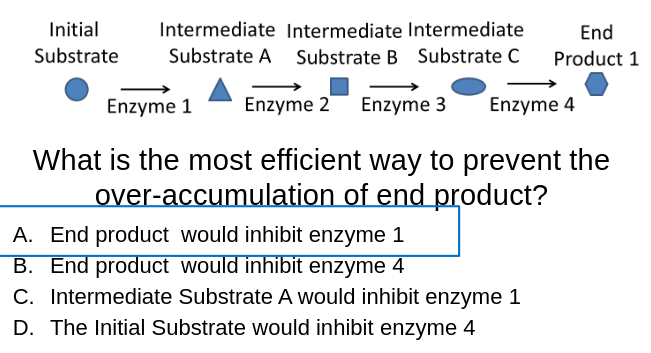 Initial Intermediate Intermediate Intermediate End
Substrate Substrate A Substrate B Substrate C Product 1
Enzyme 1 Enzyme 2 Enzyme 3 Enzyme 4
What is the most efficient way to prevent the
over-accumulation of end product?
A. End product would inhibit enzyme 1
B. End product would inhibit enzyme 4
C. Intermediate Substrate A would inhibit enzyme 1
D. The Initial Substrate would inhibit enzyme 4